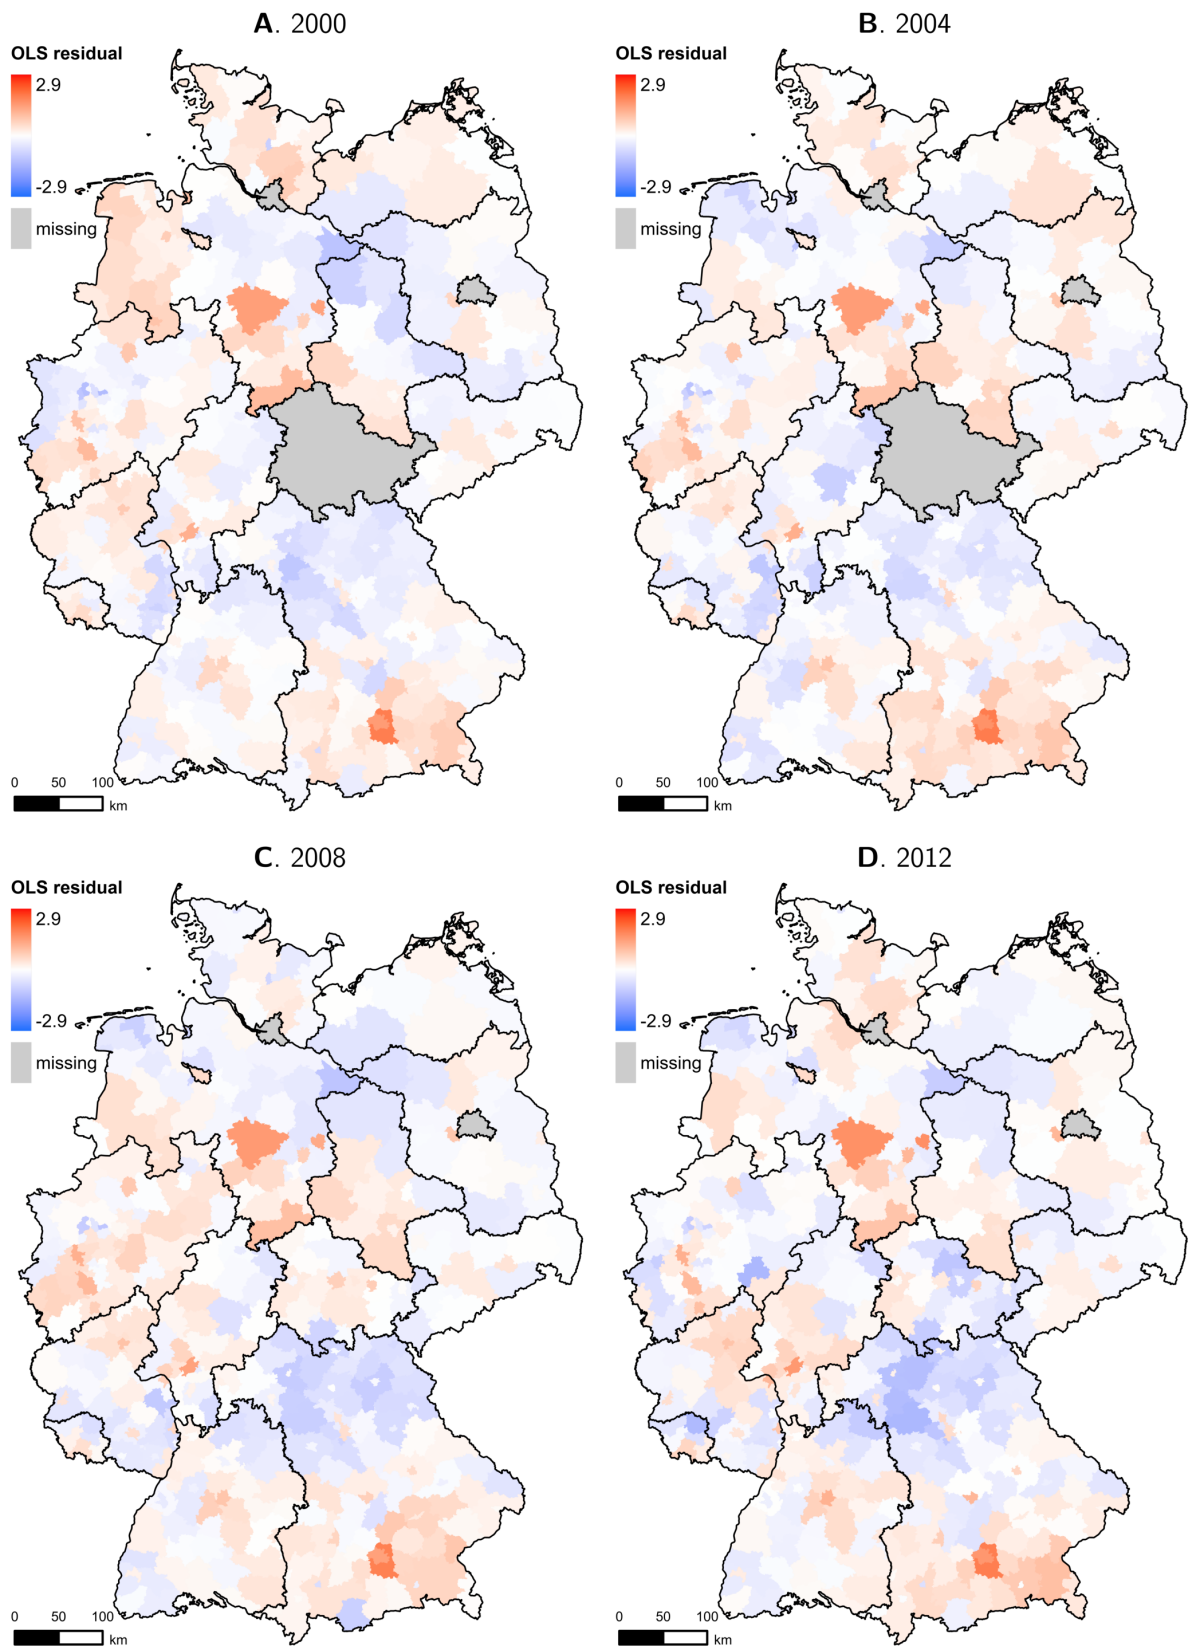 A. 2000
OLS residual
2.9
-2.9
missing
0 50 100
km
B. 2004
OLS residual
2.9
-2.9
missing
0 50 100
km
C. 2008
OLS residual
2.9
-2.9
missing
0 50 100
km
D. 2012
OLS residual
2.9
-2.9
missing
0 50 100
km